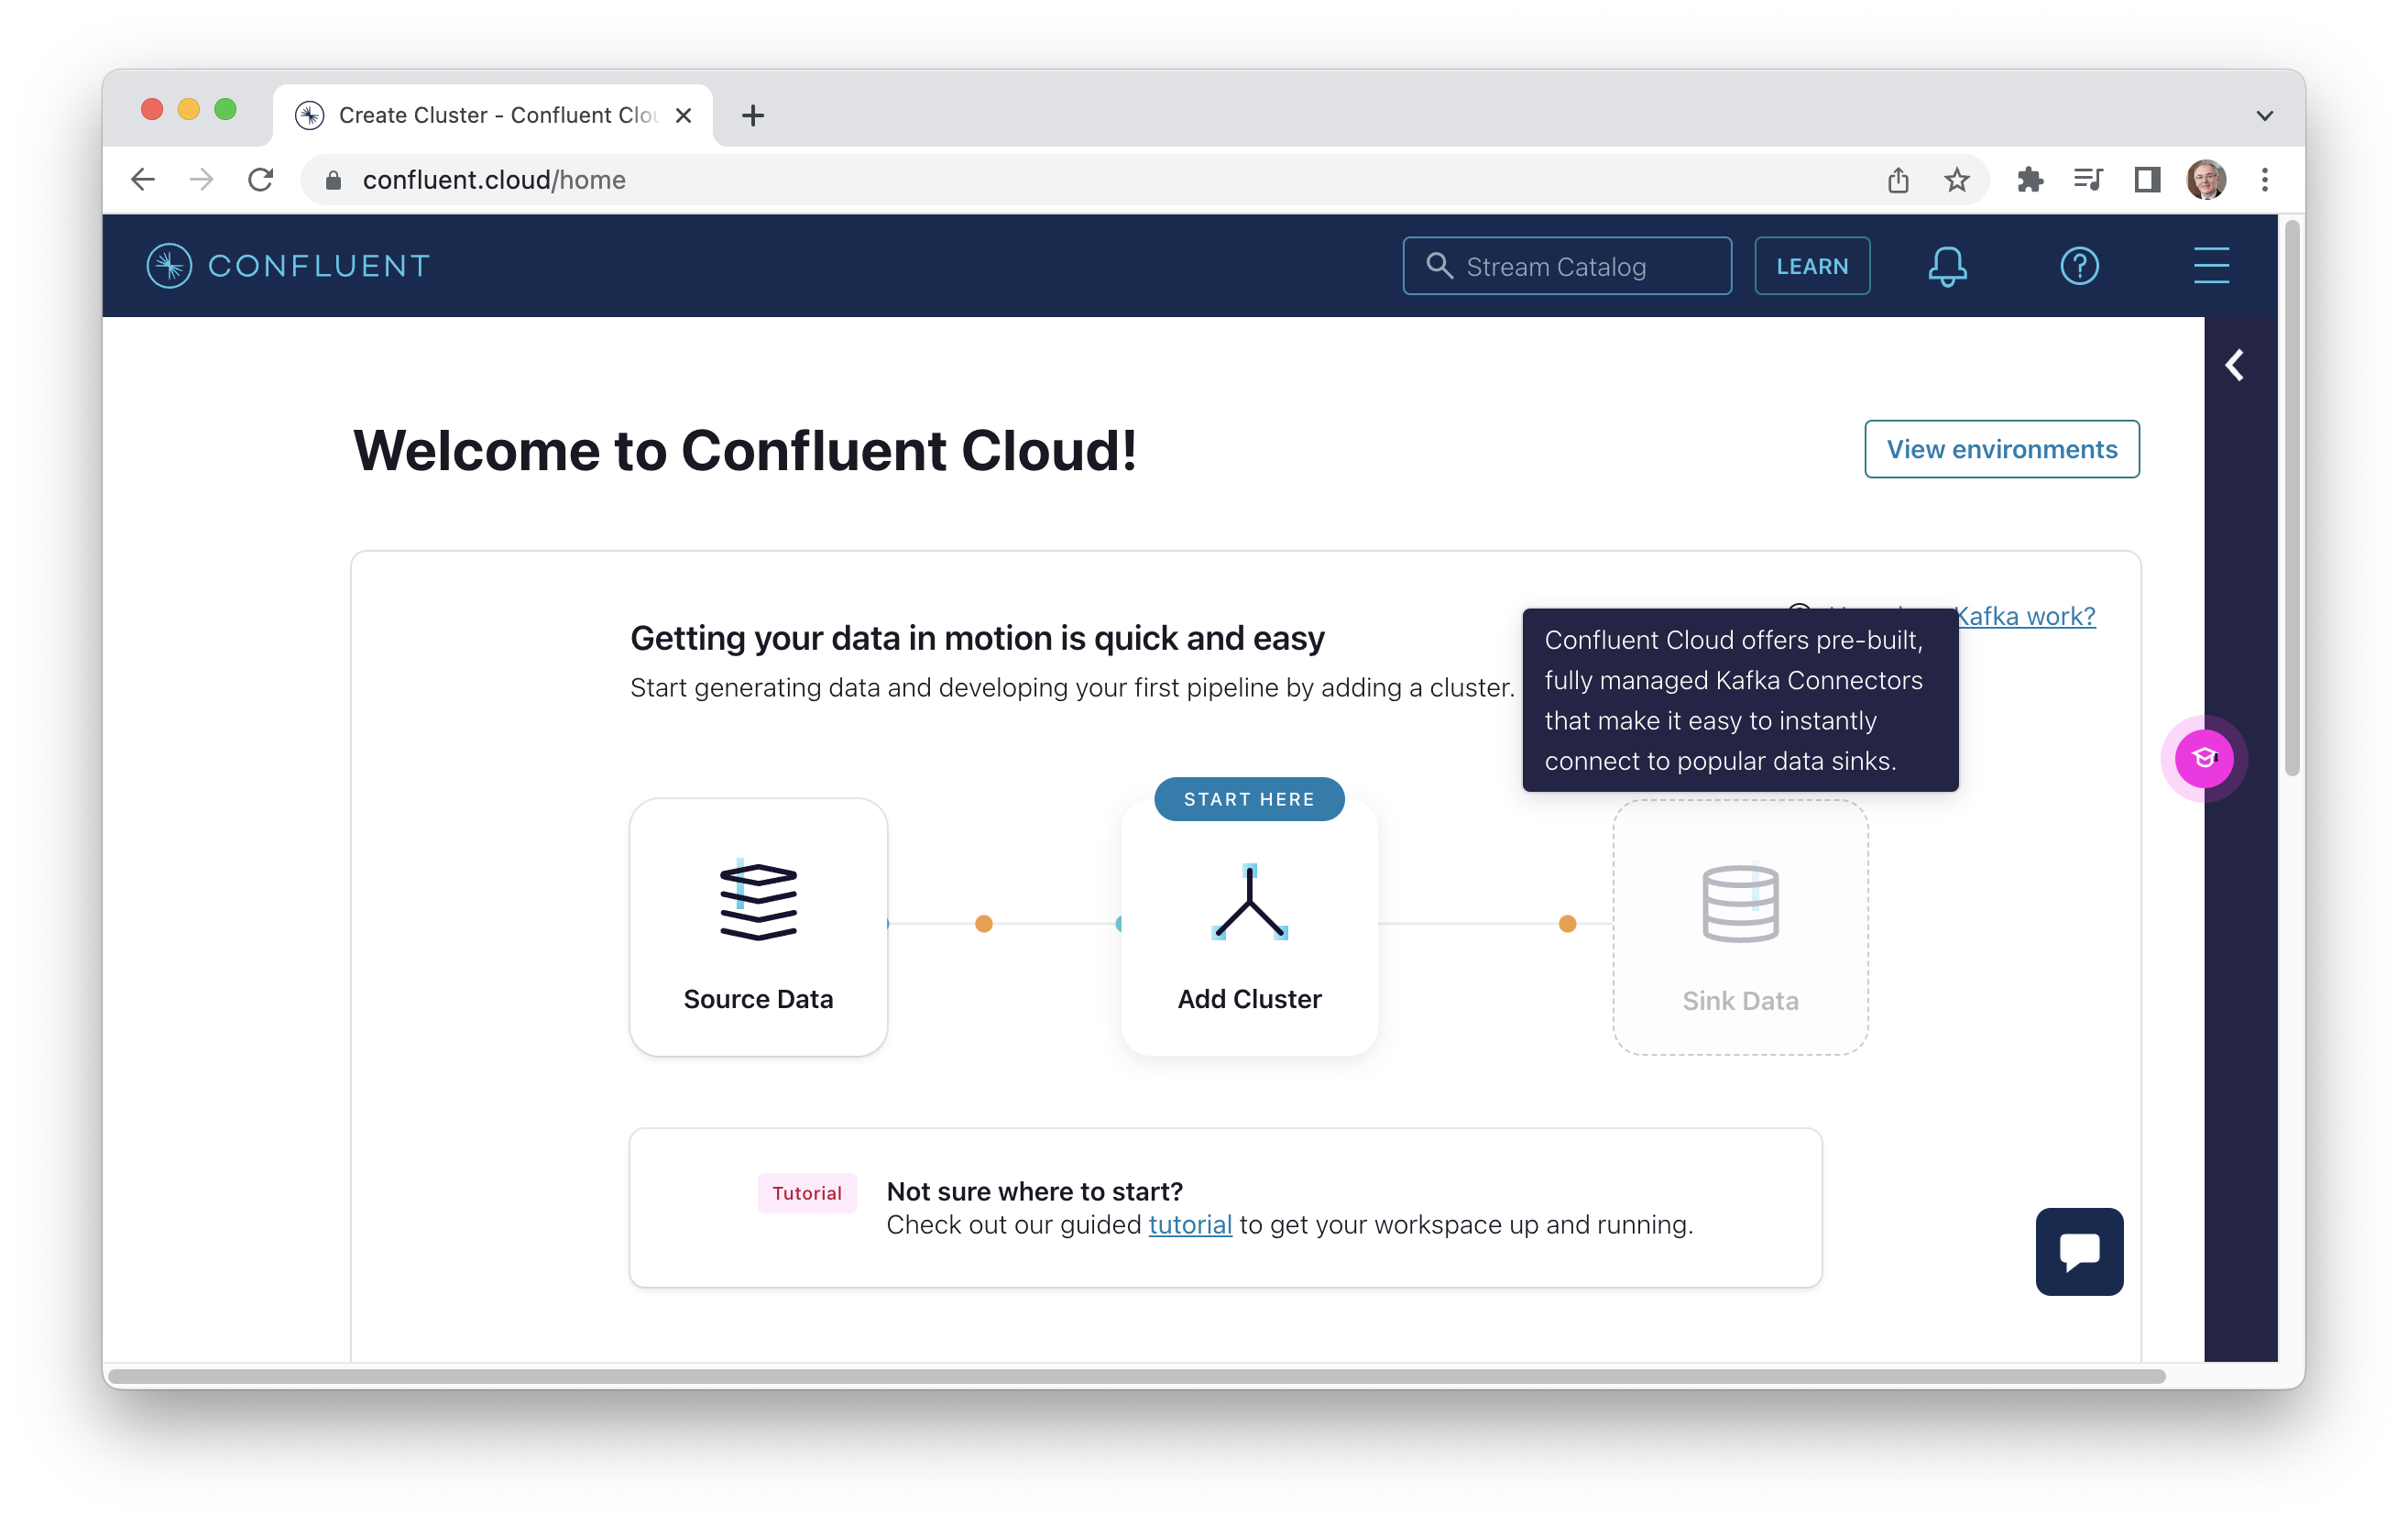 Create Cluster - Confluent Clou
confluent.cloud/home
CONFLUENT
Stream Catalog
LEARN
Welcome to Confluent Cloud!
View environments
Kafka work?
Getting your data in motion is quick and easy
Start generating data and developing your first pipeline by adding a cluster.
Confluent Cloud offers pre-built,
fully managed Kafka Connectors
that make it easy to instantly
connect to popular data sinks.
START HERE
Source Data
Add Cluster
Sink Data
Tutorial
Not sure where to start?
Check out our guided tutorial to get your workspace up and running.